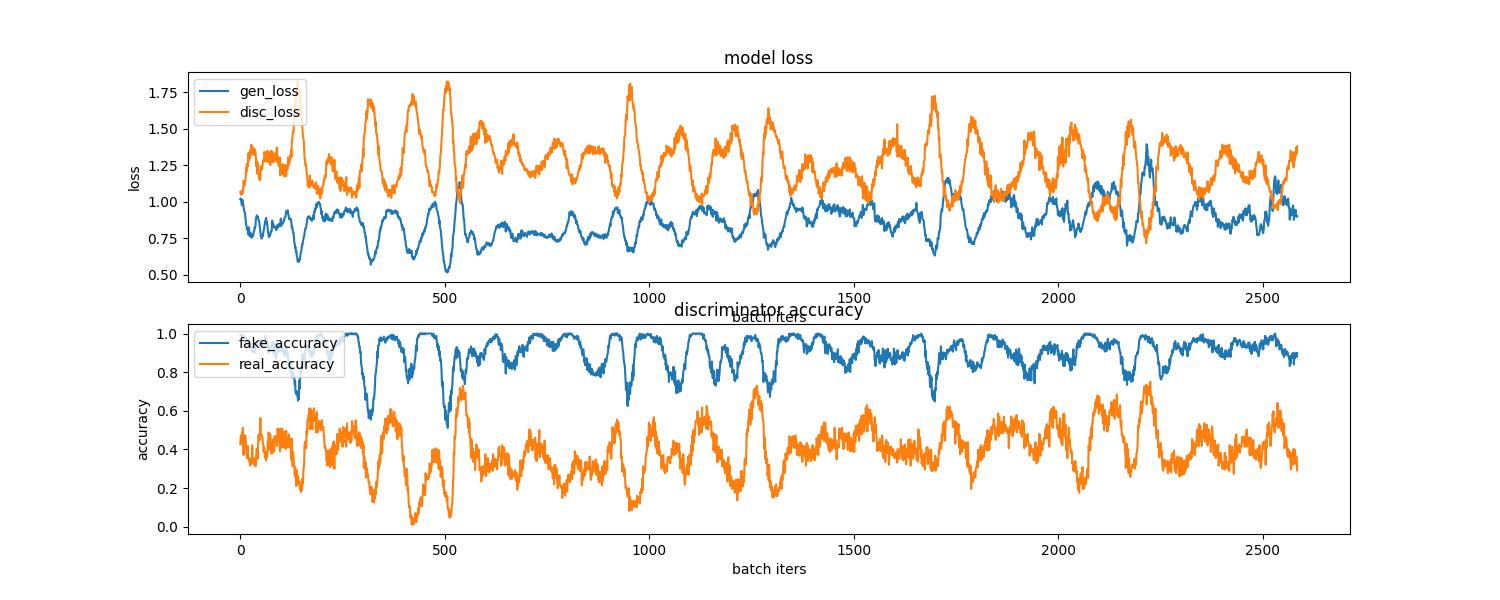 model loss
gen_loss
disc_loss
1.75
1.50
1.25
1.00
0.75
0.50
loss
0
500
1000
1500
2000
2500
batch iters
discriminator accuracy
fake_accuracy
real_accuracy
1.0
0.8
0.6
0.4
0.2
0.0
accuracy
0
500
1000
1500
2000
2500
batch iters